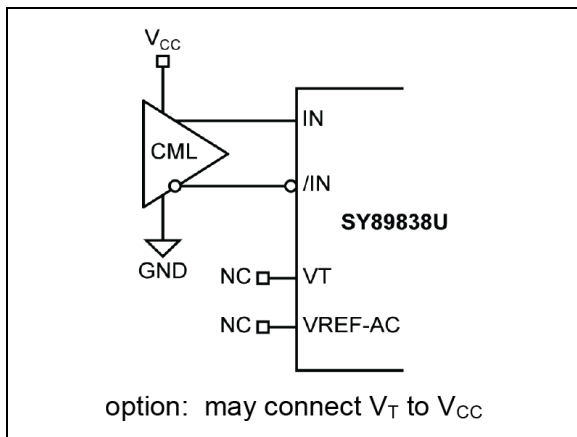 VCC
CML
IN
/IN
SY89838U
GND
NC
VT
NC
VREF-AC
option: may connect VT to VCC